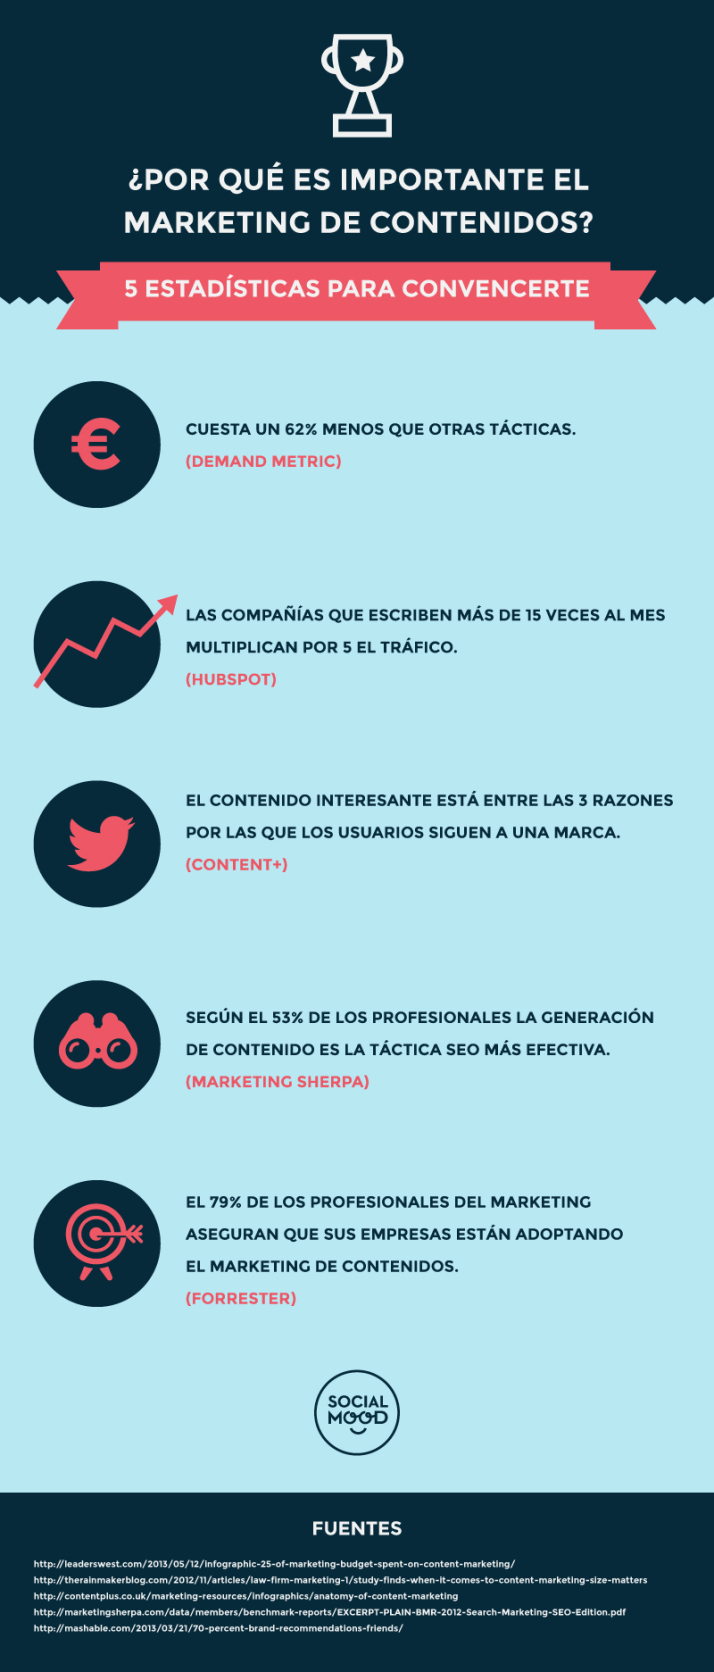 ¿POR QUÉ ES IMPORTANTE EL
MARKETING DE CONTENIDOS?
5 ESTADÍSTICAS PARA CONVENCERTE
€
CUESTA UN 62% MENOS QUE OTRAS TÁCTICAS.
(DEMAND METRIC)
LAS COMPAÑÍAS QUE ESCRIBEN MÁS DE 15 VECES AL MES
MULTIPLICAN POR 5 EL TRÁFICO.
(HUBSPOT)
EL CONTENIDO INTERESANTE ESTÁ ENTRE LAS 3 RAZONES
POR LAS QUE LOS USUARIOS SIGUEN A UNA MARCA.
(CONTENT+)
SEGÚN EL 53% DE LOS PROFESIONALES LA GENERACIÓN
DE CONTENIDO ES LA TÁCTICA SEO MÁS EFECTIVA.
(MARKETING SHERPA)
EL 79% DE LOS PROFESIONALES DEL MARKETING
ASEGURAN QUE SUS EMPRESAS ESTÁN ADOPTANDO
EL MARKETING DE CONTENIDOS.
(FORRESTER)
SOCIAL
MOOD
FUENTES
http://leaderswest.com/2013/05/12/infographic-25-of-marketing-budget-spent-on-content-marketing/
http://therainmakerblog.com/2012/11/articles/law-firm-marketing-1/study-finds-when-it-comes-to-content-marketing-size-matters
http://contentplus.co.uk/marketing-resources/infographics/anatomy-of-content-marketing
http://marketingsherpa.com/data/members/benchmark-reports/EXCERPT-PLAIN-BMR-2012-Search-Marketing-SEO-Edition.pdf
http://mashable.com/2013/03/21/70-percent-brand-recommendations-friends/